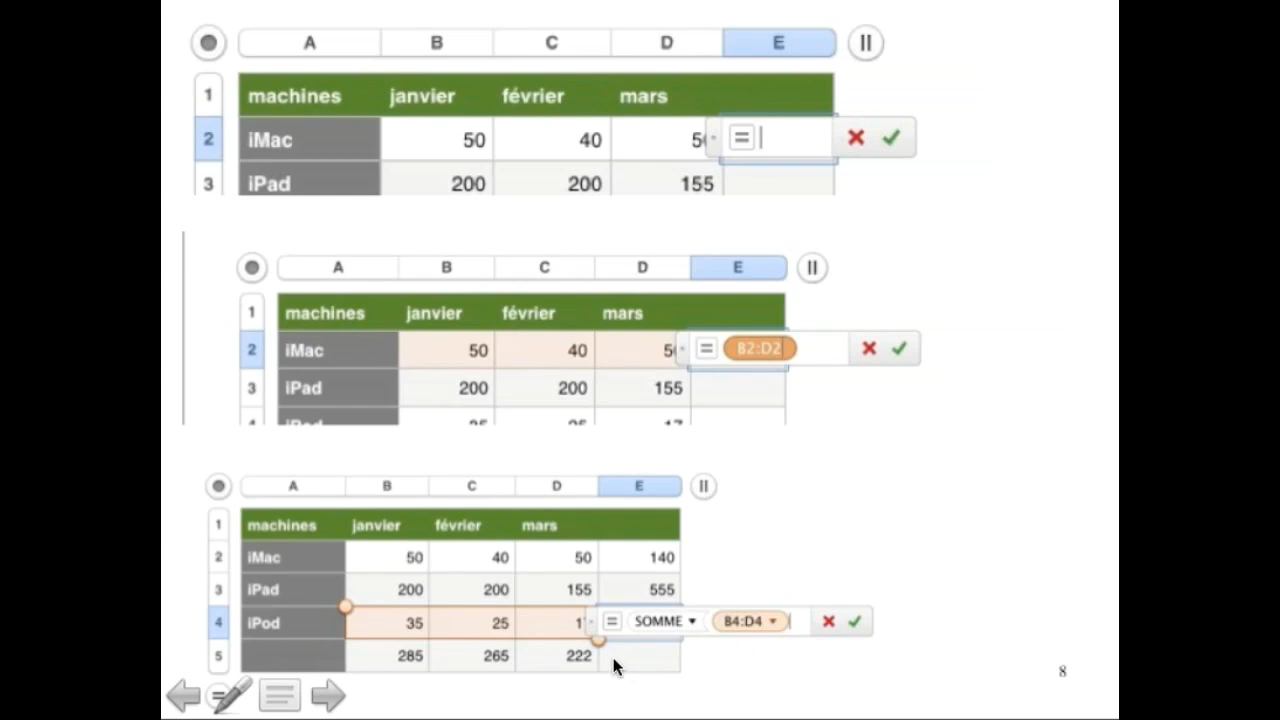 A B C D E
1 machines janvier février mars
2 iMac 50 40 5 =
3 iPad 200 200 155
A B C D E
1 machines janvier février mars
2 iMac 50 40 5 = B2:D2
3 iPad 200 200 155
A B C D E
1 machines janvier février mars
2 iMac 50 40 50 140
3 iPad 200 200 155 555
4 iPod 35 25 1 = SOMME B4:D4
5 285 265 222
8
=